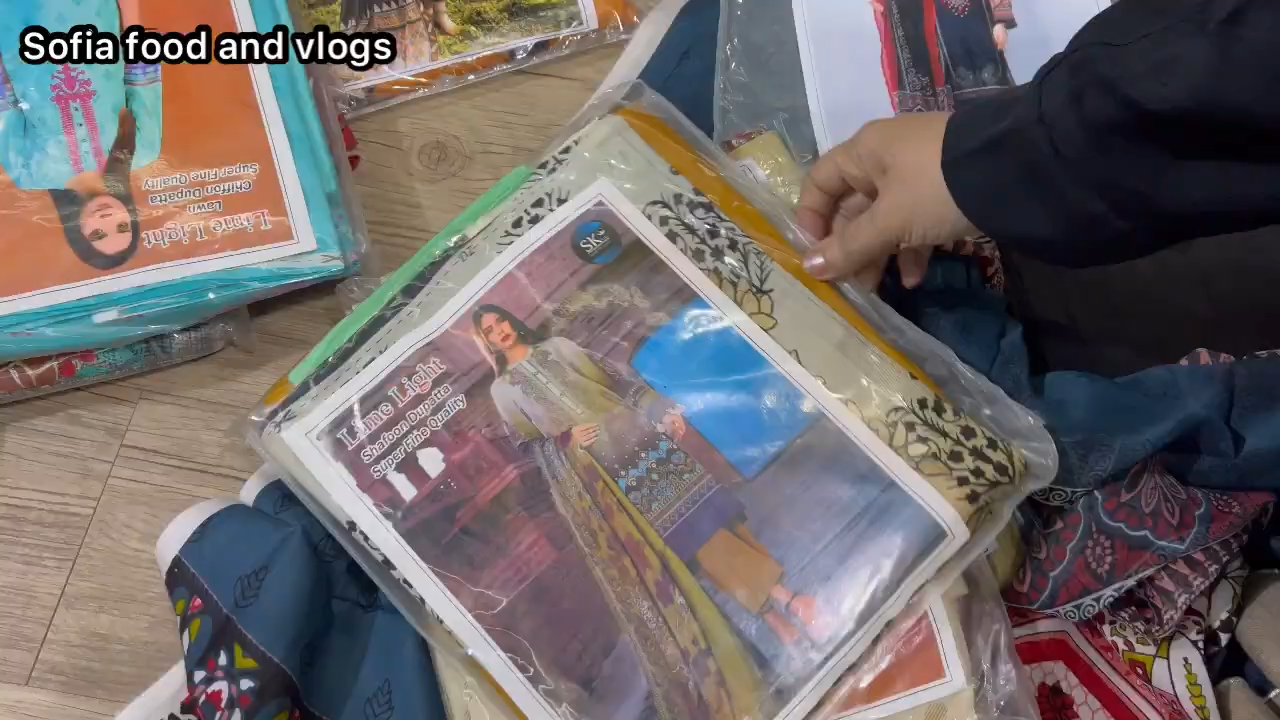 Sofia food and vlogs
Lime Light
Lawn
Chiffon Dupatta
Super Fine Quality
SK
Lime Light
Shafoon Dupatta
Super Fine Quality